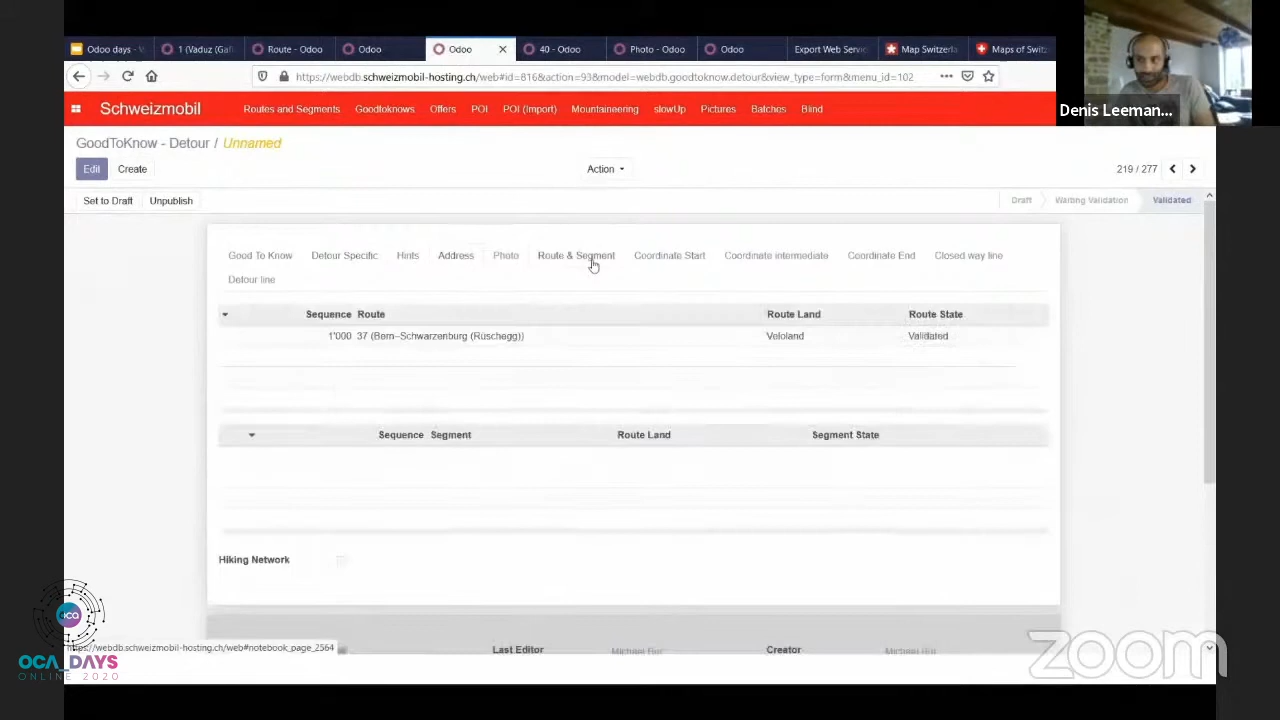 Odoo days -
1 (Vaduz (Gafl
Route - Odoo
Odoo
Odoo
40 - Odoo
Photo - Odoo
Odoo
Export Web Servic
Map Switzerla
Maps of Switz
https://webdb.schweizmobil-hosting.ch/web#id=816&action=93&model=webdb.goodtoknow.detour&view_type=form&menu_id=102
Denis Leeman...
Schweizmobil
Routes and Segments
Goodtoknows
Offers
POI
POI (Import)
Mountaineering
slowUp
Pictures
Batches
Blind
GoodToKnow - Detour / Unnamed
Edit
Create
Action
219 / 277
Set to Draft
Unpublish
Draft
Waiting Validation
Validated
Good To Know
Detour Specific
Hints
Address
Photo
Route & Segment
Coordinate Start
Coordinate intermediate
Coordinate End
Closed way line
Detour line
Sequence Route Route Land Route State
1'000 37 (Bern–Schwarzenburg (Rüschegg)) Veloland Validated
Sequence Segment Route Land Segment State
Hiking Network
https://webdb.schweizmobil-hosting.ch/web#notebook_page_2564
Last Editor
Creator
oca
OCA_DAYS
ONLINE 2020
zoom